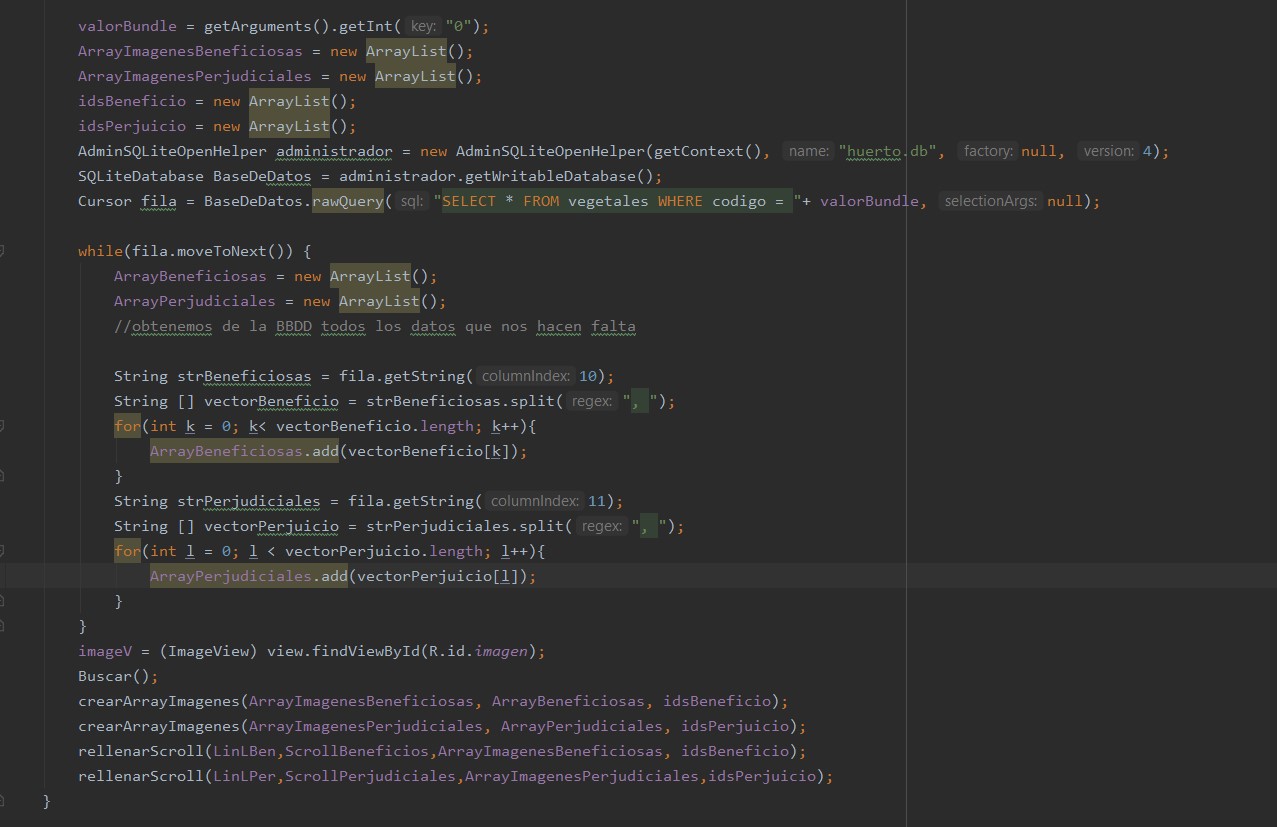 valorBundle = getArguments().getInt( key: "0");
ArrayImagenesBeneficiosas = new ArrayList();
ArrayImagenesPerjudiciales = new ArrayList();
idsBeneficio = new ArrayList();
idsPerjuicio = new ArrayList();
AdminSQLiteOpenHelper administrador = new AdminSQLiteOpenHelper(getContext(), name: "huerto.db", factory: null, version: 4);
SQLiteDatabase BaseDeDatos = administrador.getWritableDatabase();
Cursor fila = BaseDeDatos.rawQuery( sql: "SELECT * FROM vegetales WHERE codigo = "+ valorBundle, selectionArgs: null);
while(fila.moveToNext()) {
ArrayBeneficiosas = new ArrayList();
ArrayPerjudiciales = new ArrayList();
//obtenemos de la BBDD todos los datos que nos hacen falta
String strBeneficiosas = fila.getString( columnIndex: 10);
String [] vectorBeneficio = strBeneficiosas.split( regex: ", ");
for(int k = 0; k< vectorBeneficio.length; k++){
ArrayBeneficiosas.add(vectorBeneficio[k]);
}
String strPerjudiciales = fila.getString( columnIndex: 11);
String [] vectorPerjuicio = strPerjudiciales.split( regex: ", ");
for(int l = 0; l < vectorPerjuicio.length; l++){
ArrayPerjudiciales.add(vectorPerjuicio[l]);
}
}
imageV = (ImageView) view.findViewById(R.id.imagen);
Buscar();
crearArrayImagenes(ArrayImagenesBeneficiosas, ArrayBeneficiosas, idsBeneficio);
crearArrayImagenes(ArrayImagenesPerjudiciales, ArrayPerjudiciales, idsPerjuicio);
rellenarScroll(LinLBen,ScrollBeneficios,ArrayImagenesBeneficiosas, idsBeneficio);
rellenarScroll(LinLPer,ScrollPerjudiciales,ArrayImagenesPerjudiciales,idsPerjuicio);
}